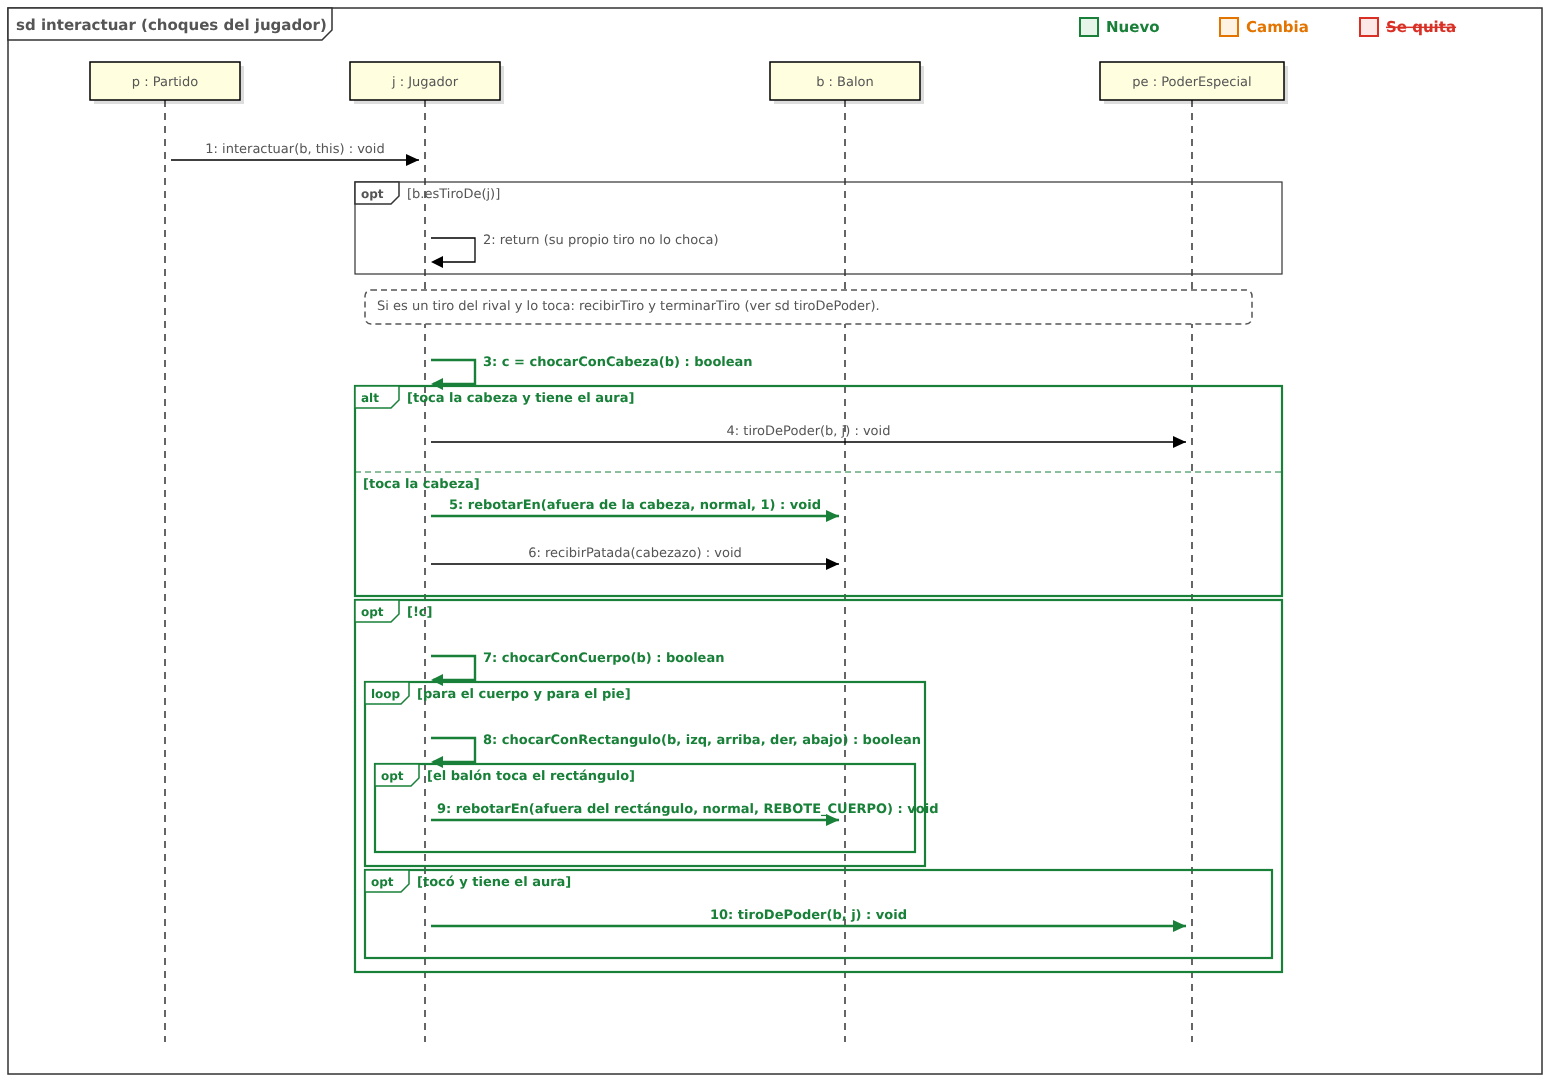 sd interactuar (choques del jugador)
Nuevo
Cambia
Se quita
p : Partido
j : Jugador
b : Balon
pe : PoderEspecial
1: interactuar(b, this) : void
opt [b.esTiroDe(j)]
2: return (su propio tiro no lo choca)
Si es un tiro del rival y lo toca: recibirTiro y terminarTiro (ver sd tiroDePoder).
3: c = chocarConCabeza(b) : boolean
alt [toca la cabeza y tiene el aura]
4: tiroDePoder(b, j) : void
[toca la cabeza]
5: rebotarEn(afuera de la cabeza, normal, 1) : void
6: recibirPatada(cabezazo) : void
opt [!c]
7: chocarConCuerpo(b) : boolean
loop [para el cuerpo y para el pie]
8: chocarConRectangulo(b, izq, arriba, der, abajo) : boolean
opt [el balón toca el rectángulo]
9: rebotarEn(afuera del rectángulo, normal, REBOTE_CUERPO) : void
opt [tocó y tiene el aura]
10: tiroDePoder(b, j) : void